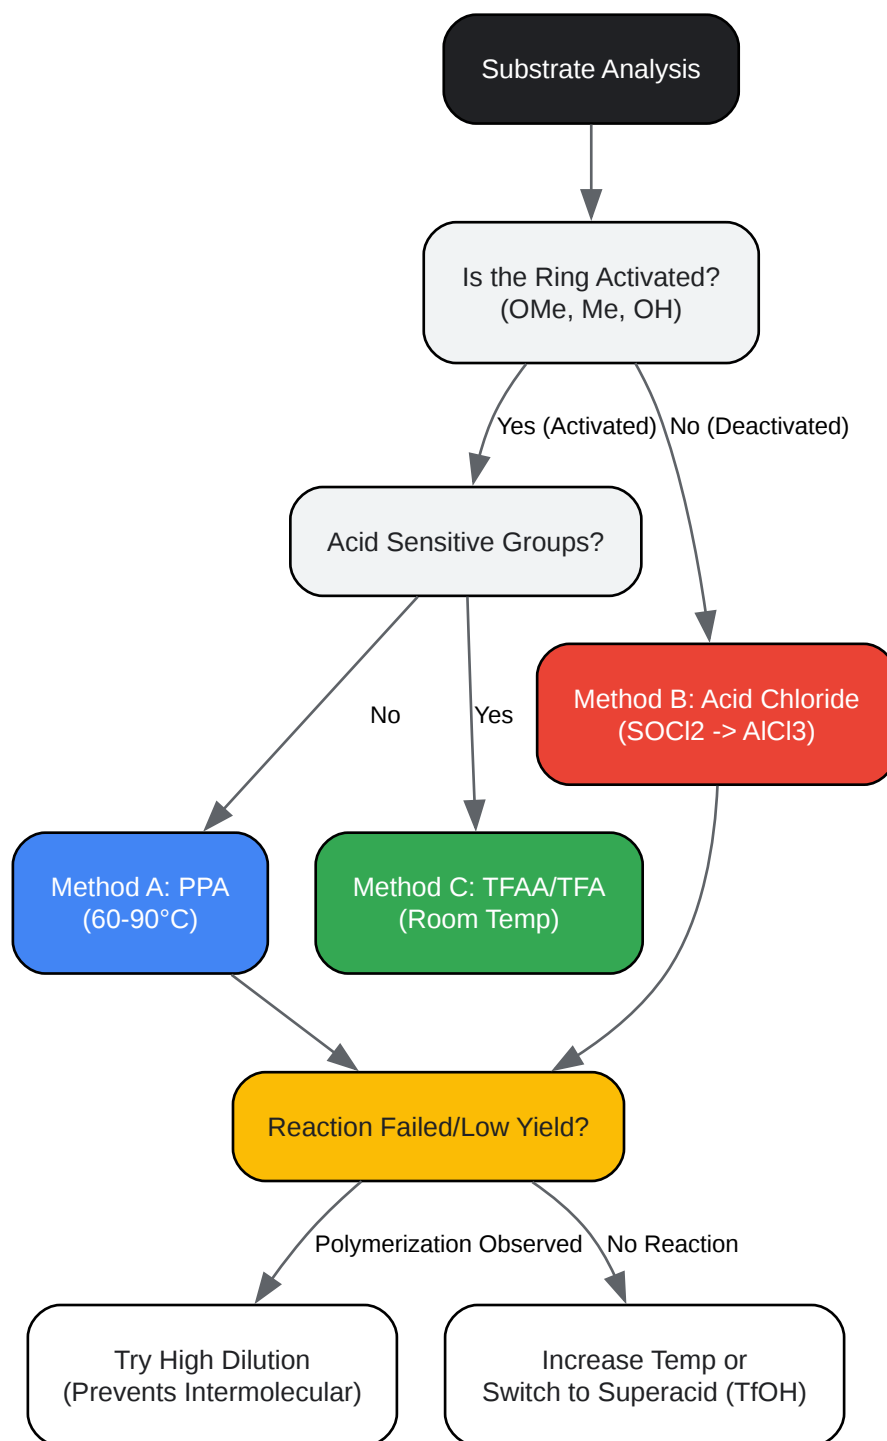 Substrate Analysis
Is the Ring Activated?
(OMe, Me, OH)
Yes (Activated)
No (Deactivated)
Acid Sensitive Groups?
Method B: Acid Chloride
(SOCl2 -> AlCl3)
No
Yes
Method A: PPA
(60-90°C)
Method C: TFAA/TFA
(Room Temp)
Reaction Failed/Low Yield?
Polymerization Observed
No Reaction
Try High Dilution
(Prevents Intermolecular)
Increase Temp or
Switch to Superacid (TfOH)